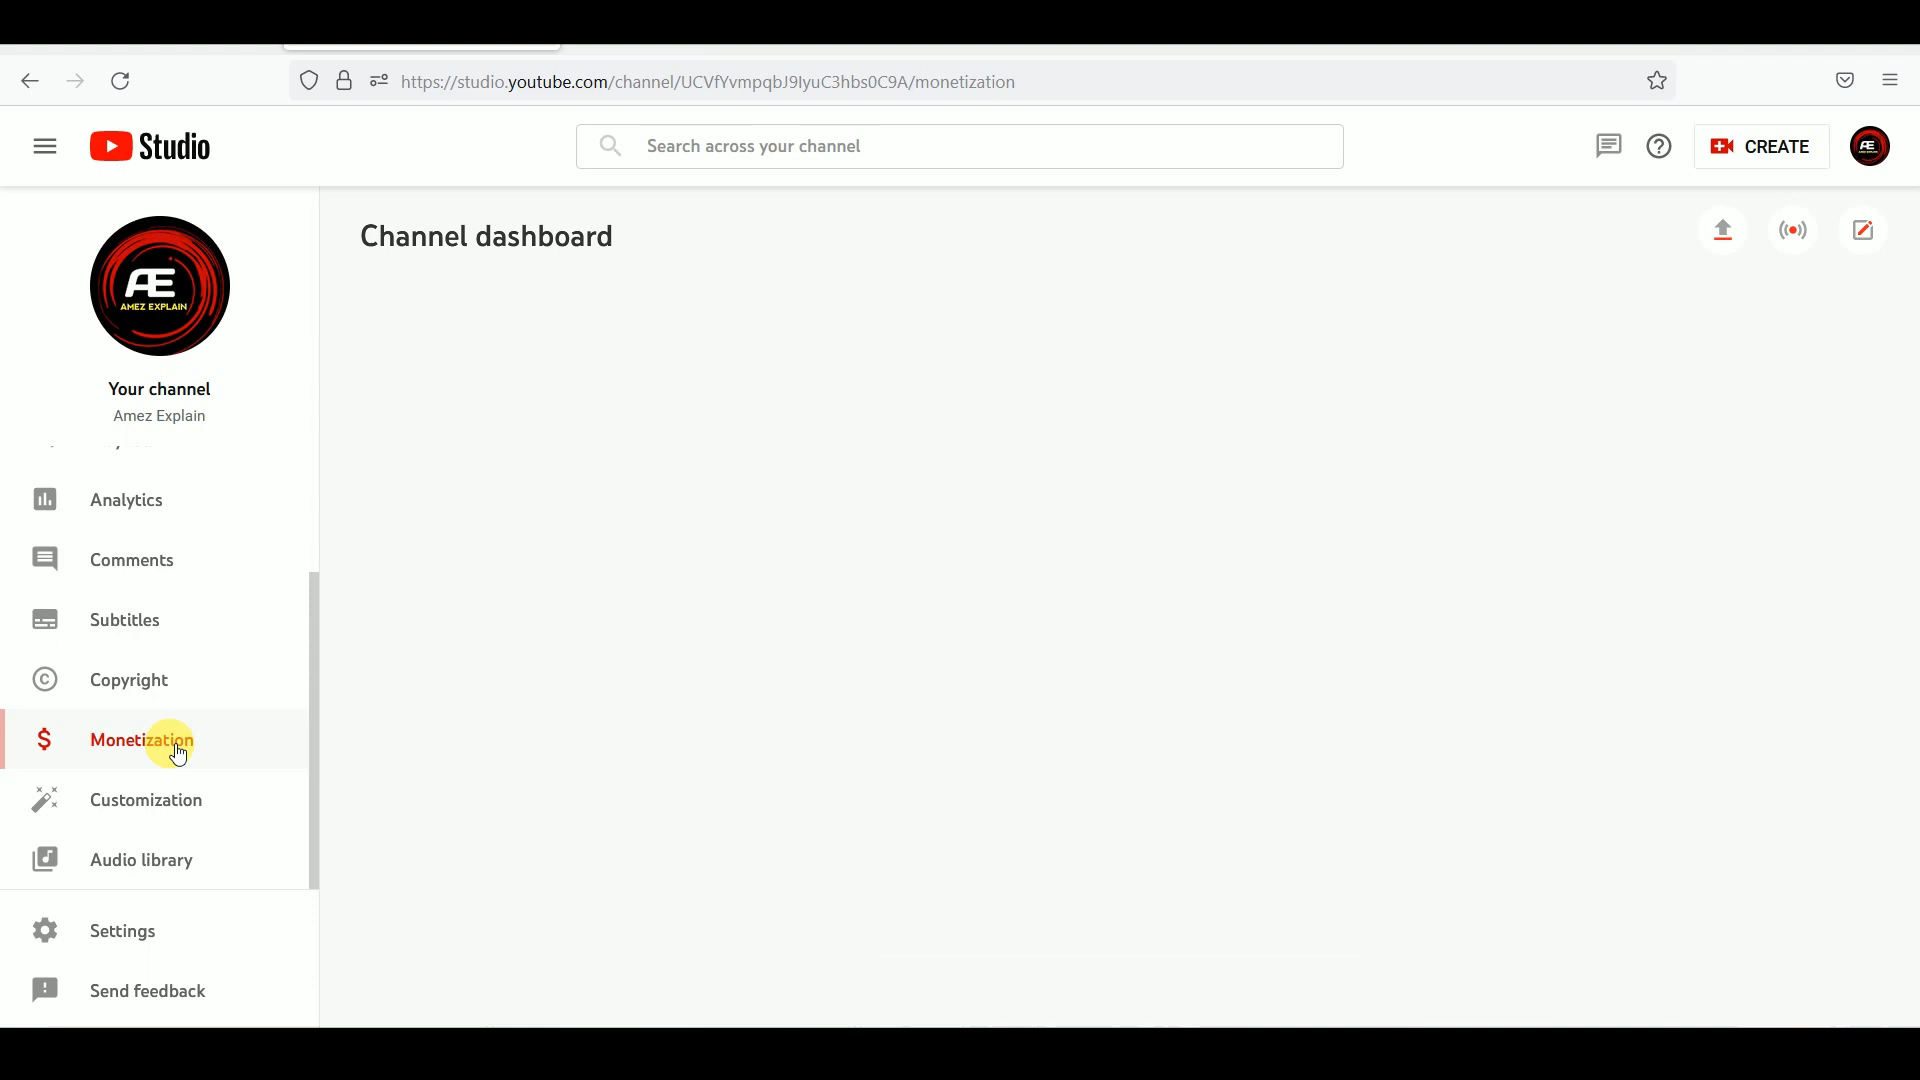 https://studio.youtube.com/channel/UCVfYvmpqbJ9lyuC3hbs0C9A/monetization
Studio
Search across your channel
CREATE
Channel dashboard
Æ
AMEZ EXPLAIN
Your channel
Amez Explain
Analytics
Comments
Subtitles
Copyright
Monetization
Customization
Audio library
Settings
Send feedback